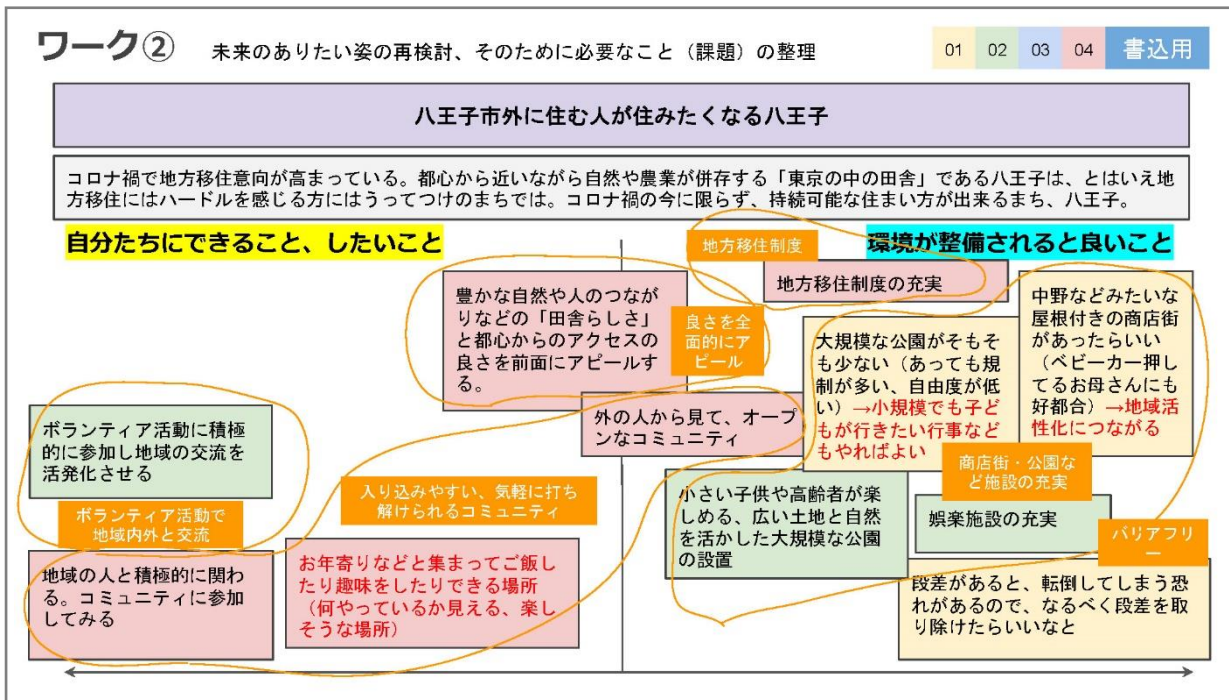 ワーク②
未来のありたい姿の再検討、そのために必要なこと（課題）の整理
01
02
03
04
書込用
八王子市外に住む人が住みたくなる八王子
コロナ禍で地方移住意向が高まっている。都心から近いながら自然や農業が併存する「東京の中の田舎」である八王子は、とはいえ地
方移住にはハードルを感じる方にはうってつけのまちでは。コロナ禍の今に限らず、持続可能な住まい方が出来るまち、八王子。
自分たちにできること、したいこと
環境が整備されると良いこと
地方移住制度
地方移住制度の充実
豊かな自然や人のつなが
りなどの「田舎らしさ」
と都心からのアクセスの
良さを前面にアピールす
る。
良さを全
面的にア
ピール
大規模な公園がそもそ
も少ない（あっても規
制が多い、自由度が低
い）→小規模でも子ど
もが行きたい行事など
もやればよい
中野などみたいな
屋根付きの商店街
があったらいい
（ベビーカー押し
てるお母さんにも
好都合）→地域活
性化につながる
外の人から見て、オープ
ンなコミュニティ
ボランティア活動に積極
的に参加し地域の交流を
活発化させる
ボランティア活動で
地域内外と交流
入り込みやすい、気軽に打ち
解けられるコミュニティ
商店街・公園な
ど施設の充実
小さい子供や高齢者が楽
しめる、広い土地と自然
を活かした大規模な公園
の設置
娯楽施設の充実
バリアフリ
ー
地域の人と積極的に関わ
る。コミュニティに参加
してみる
お年寄りなどと集まってご飯し
たり趣味をしたりできる場所
（何やっているか見える、楽し
そうな場所）
段差があると、転倒してしまう恐
れがあるので、なるべく段差を取
り除けたらいいなと